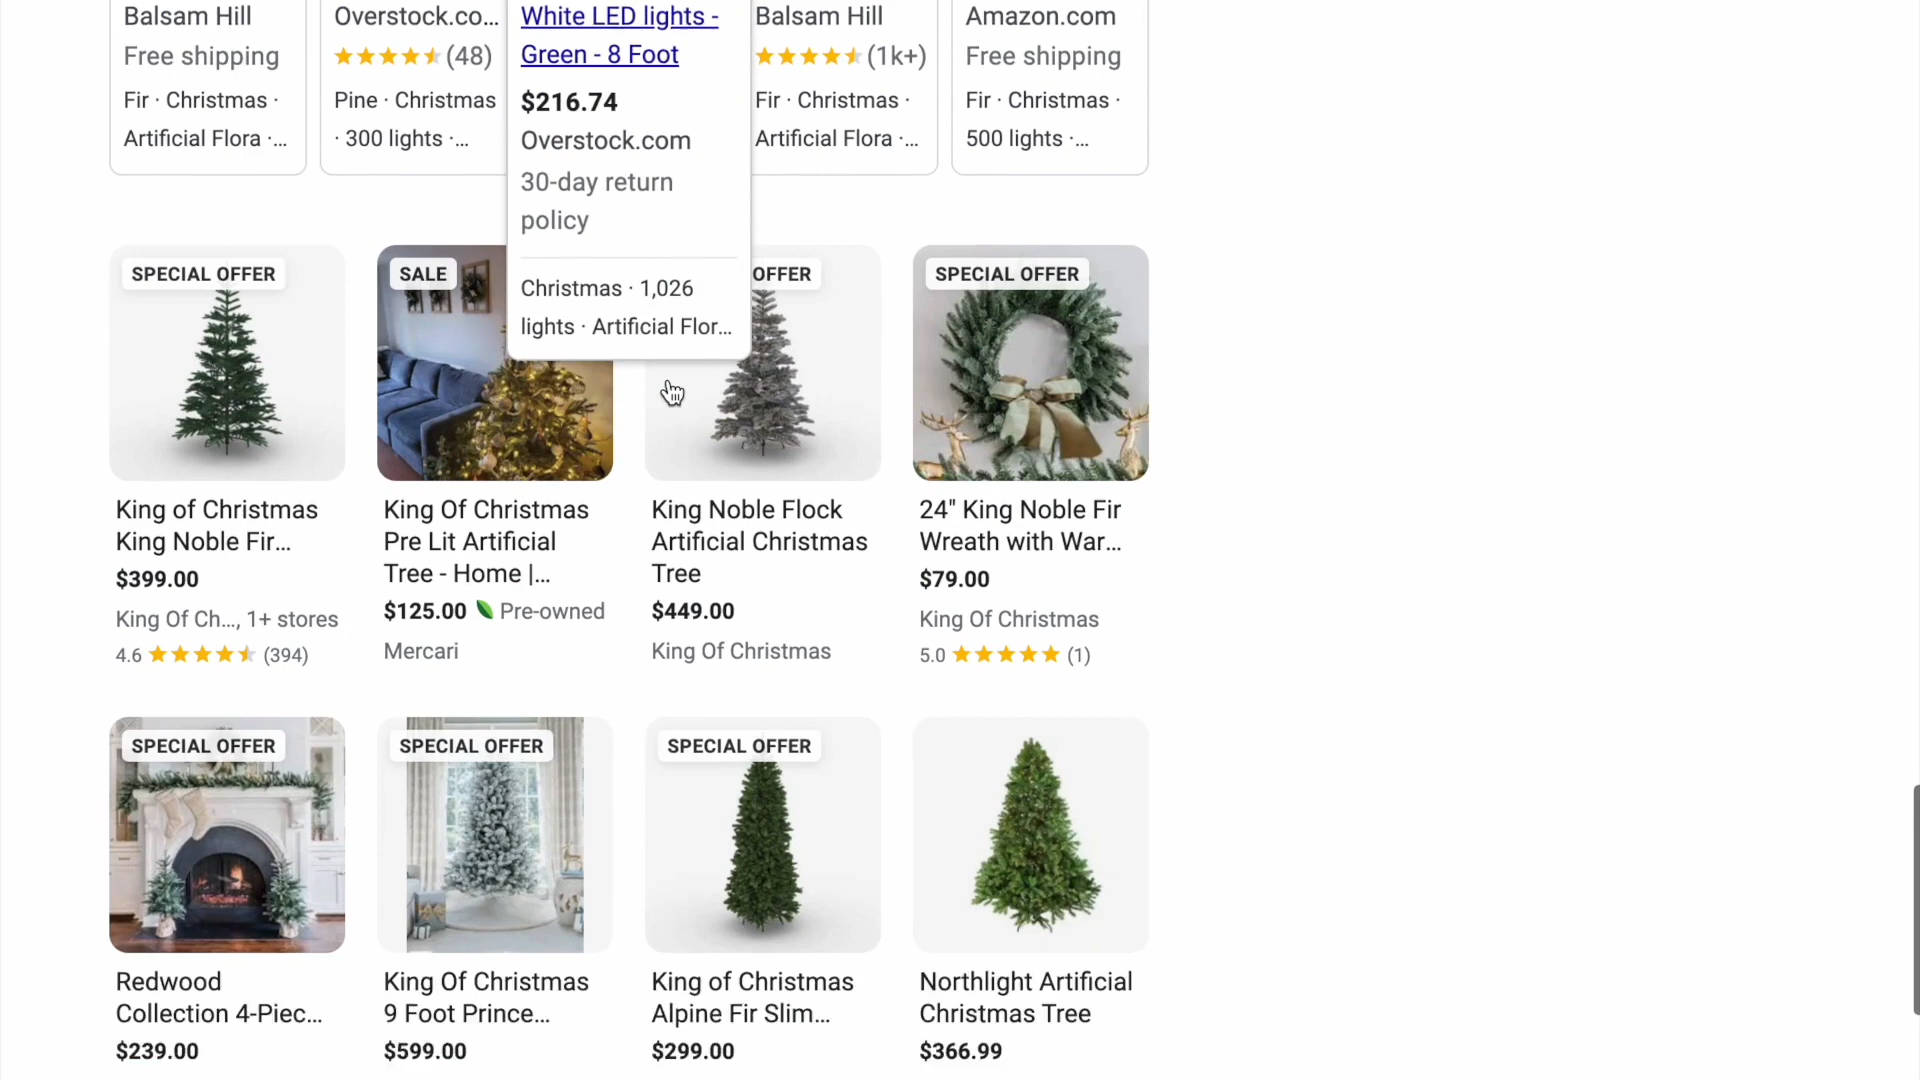 Balsam Hill
Free shipping
Fir · Christmas ·
Artificial Flora ·...
Overstock.co...
(48)
Pine · Christmas
· 300 lights ·...
White LED lights -
Green - 8 Foot
$216.74
Overstock.com
30-day return
policy
Christmas · 1,026
lights · Artificial Flor...
Balsam Hill
(1k+)
Fir · Christmas ·
Artificial Flora ·...
Amazon.com
Free shipping
Fir · Christmas ·
500 lights ·...
SPECIAL OFFER
King of Christmas
King Noble Fir...
$399.00
King Of Ch..., 1+ stores
4.6 (394)
SALE
King Of Christmas
Pre Lit Artificial
Tree - Home |...
$125.00 Pre-owned
Mercari
OFFER
King Noble Flock
Artificial Christmas
Tree
$449.00
King Of Christmas
SPECIAL OFFER
24" King Noble Fir
Wreath with War...
$79.00
King Of Christmas
5.0 (1)
SPECIAL OFFER
Redwood
Collection 4-Piec...
$239.00
SPECIAL OFFER
King Of Christmas
9 Foot Prince...
$599.00
SPECIAL OFFER
King of Christmas
Alpine Fir Slim...
$299.00
Northlight Artificial
Christmas Tree
$366.99